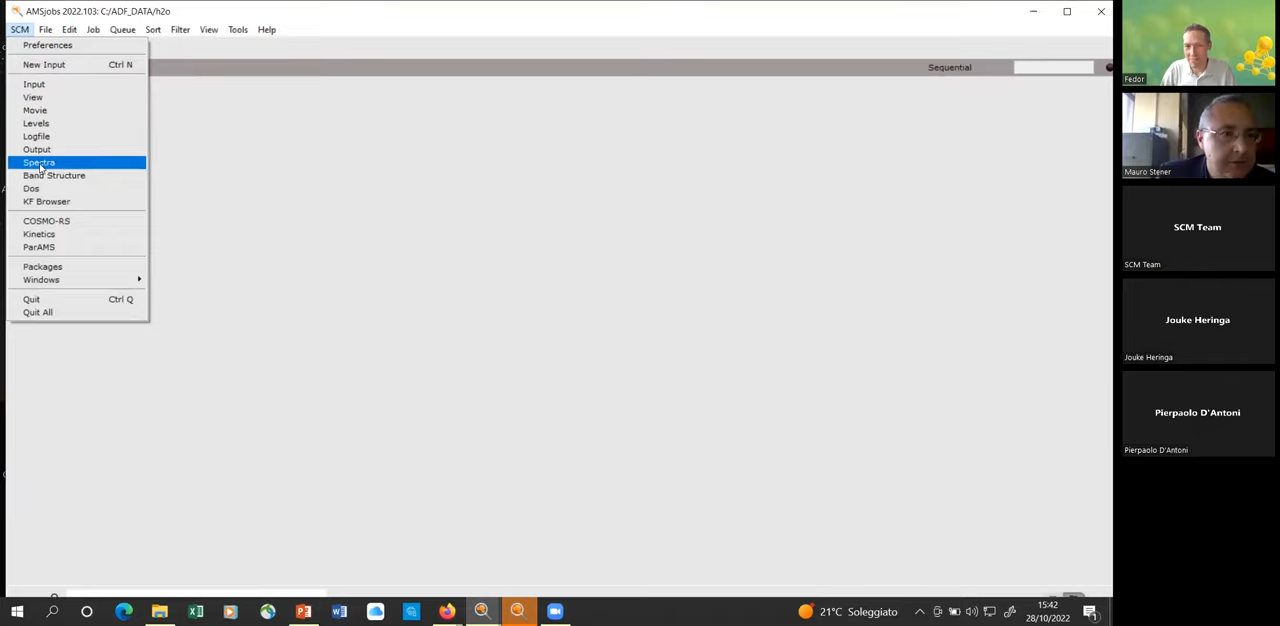 AMSjobs 2022.103: C:/ADF_DATA/h2o
SCM File Edit Job Queue Sort Filter View Tools Help
Preferences
New Input Ctrl N
Sequential
Input
View
Movie
Levels
Logfile
Output
Spectra
Band Structure
Dos
KF Browser
COSMO-RS
Kinetics
ParAMS
Packages
Windows
Quit Ctrl Q
Quit All
Fedor
Mauro Stener
SCM Team
SCM Team
Jouke Heringa
Jouke Heringa
Pierpaolo D'Antoni
Pierpaolo D'Antoni
21°C Soleggiato
15:42
28/10/2022